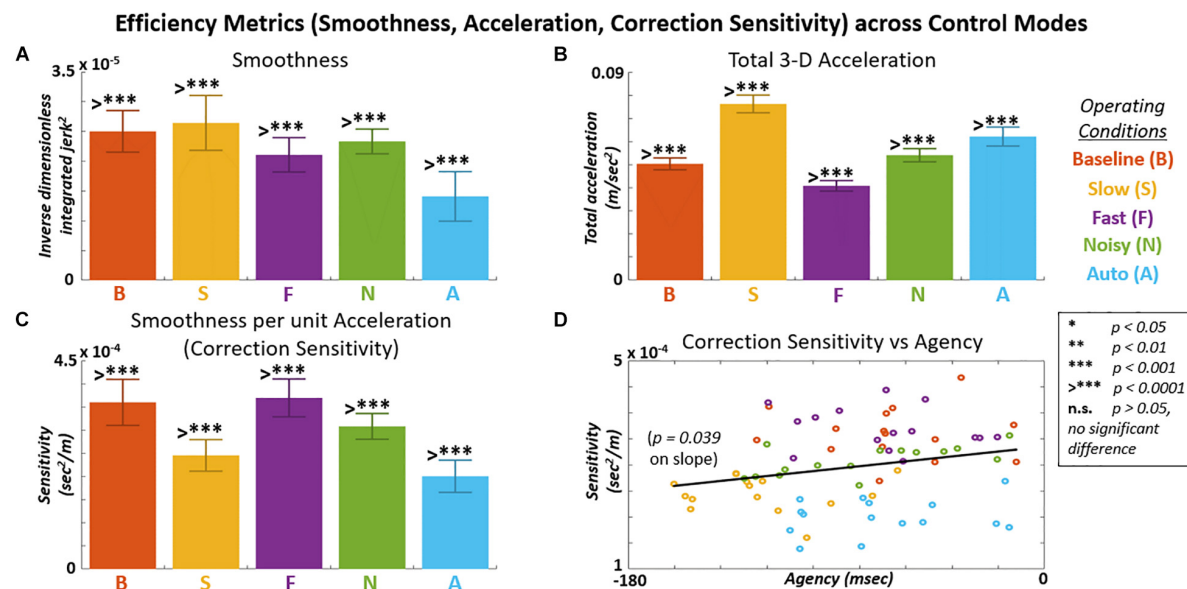 Efficiency Metrics (Smoothness, Acceleration, Correction Sensitivity) across Control Modes
A
Smoothness
3.5 x 10⁻⁵
Inverse dimensionless
integrated jerk²
0
>***
>***
>***
>***
>***
B S F N A
B
Total 3-D Acceleration
0.09
Total acceleration
(m/sec²)
0
>***
>***
>***
>***
>***
B S F N A
Operating
Conditions
Baseline (B)
Slow (S)
Fast (F)
Noisy (N)
Auto (A)
C
Smoothness per unit Acceleration
(Correction Sensitivity)
4.5 x 10⁻⁴
Sensitivity
(sec²/m)
0
>***
>***
>***
>***
>***
B S F N A
D
Correction Sensitivity vs Agency
5 x 10⁻⁴
Sensitivity
(sec²/m)
1
(p = 0.039
on slope)
-180 Agency (msec) 0
* p < 0.05
** p < 0.01
*** p < 0.001
>*** p < 0.0001
n.s. p > 0.05,
no significant
difference